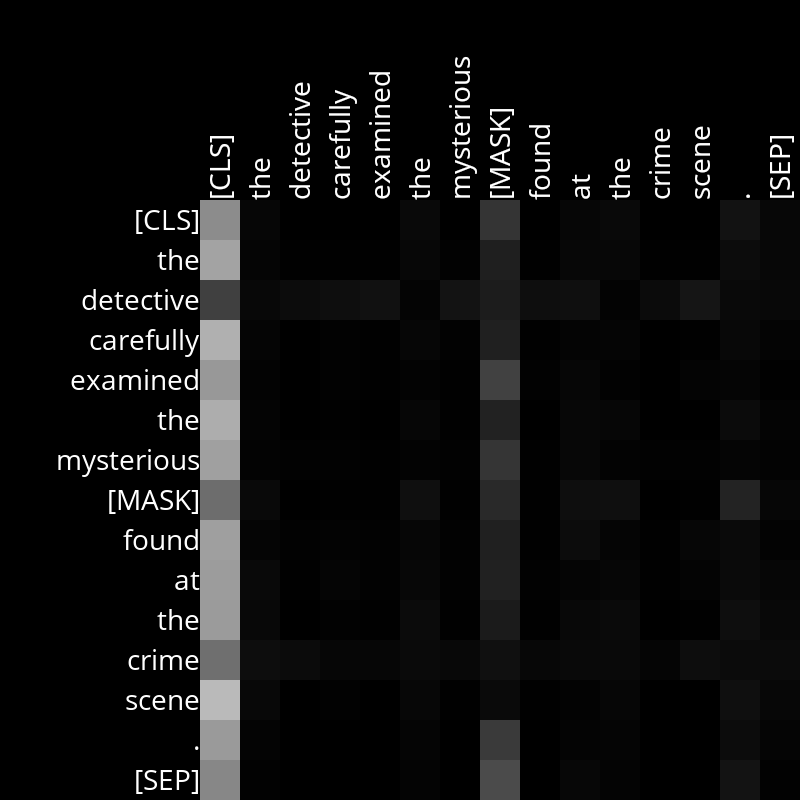 [CLS] the detective carefully examined the mysterious [MASK] found at the crime scene . [SEP]
[CLS]
the
detective
carefully
examined
the
mysterious
[MASK]
found
at
the
crime
scene
.
[SEP]